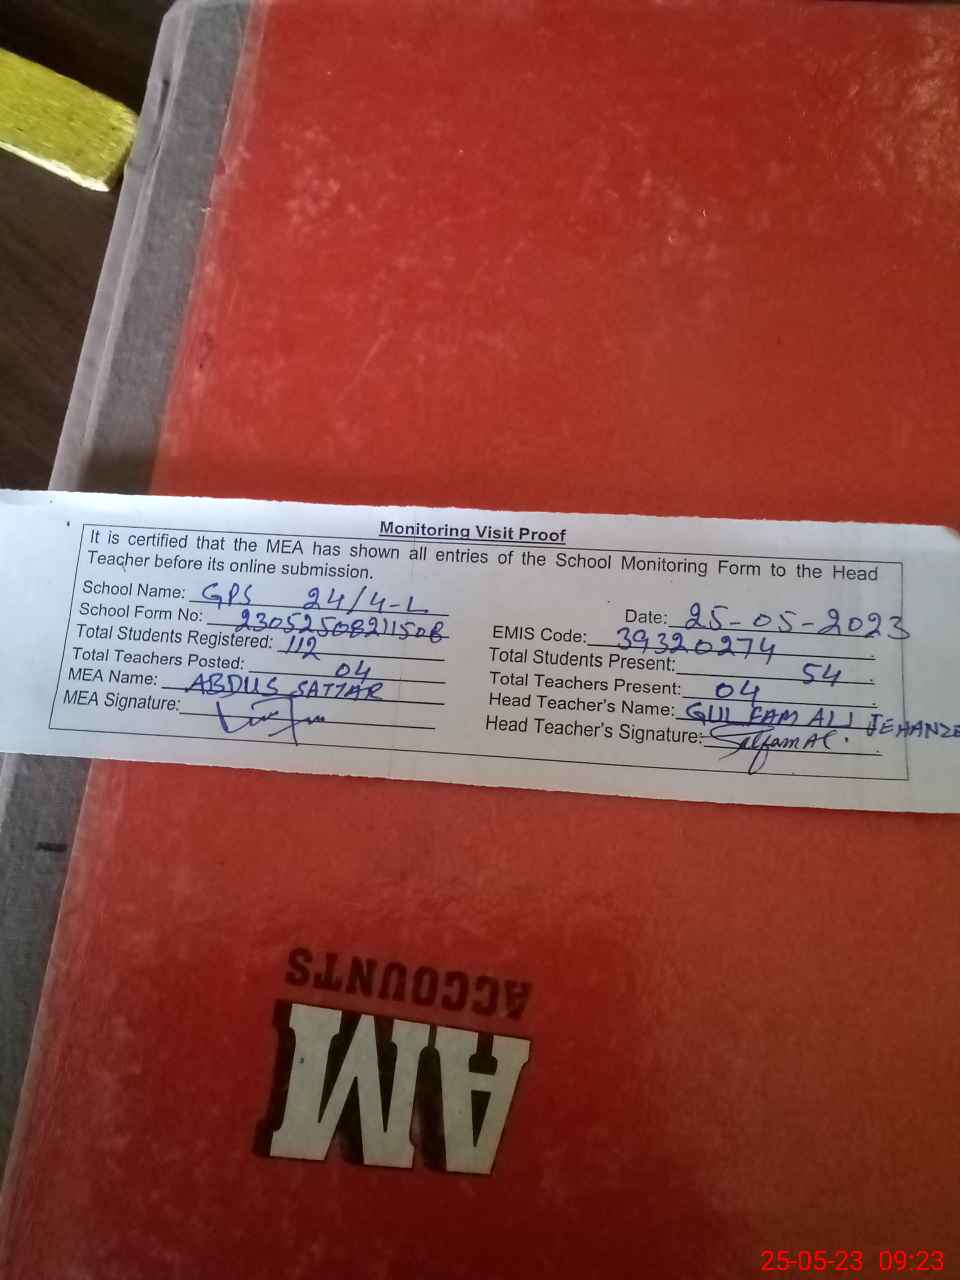 Monitoring Visit Proof
It is certified that the MEA has shown all entries of the School Monitoring Form to the Head
Teacher before its online submission.
School Name: GPS 24/4-L
Date: 25-05-2023
School Form No: 23052508211508
EMIS Code: 39320274
Total Students Registered: 112
Total Students Present: 54
Total Teachers Posted: 04
Total Teachers Present: 04
MEA Name: ABDUS SATTAR
Head Teacher's Name: GUL FAM ALI JEHANZE
MEA Signature:
Head Teacher's Signature: Gulfam Al.
ACCOUNTS
AM
25-05-23 09:23